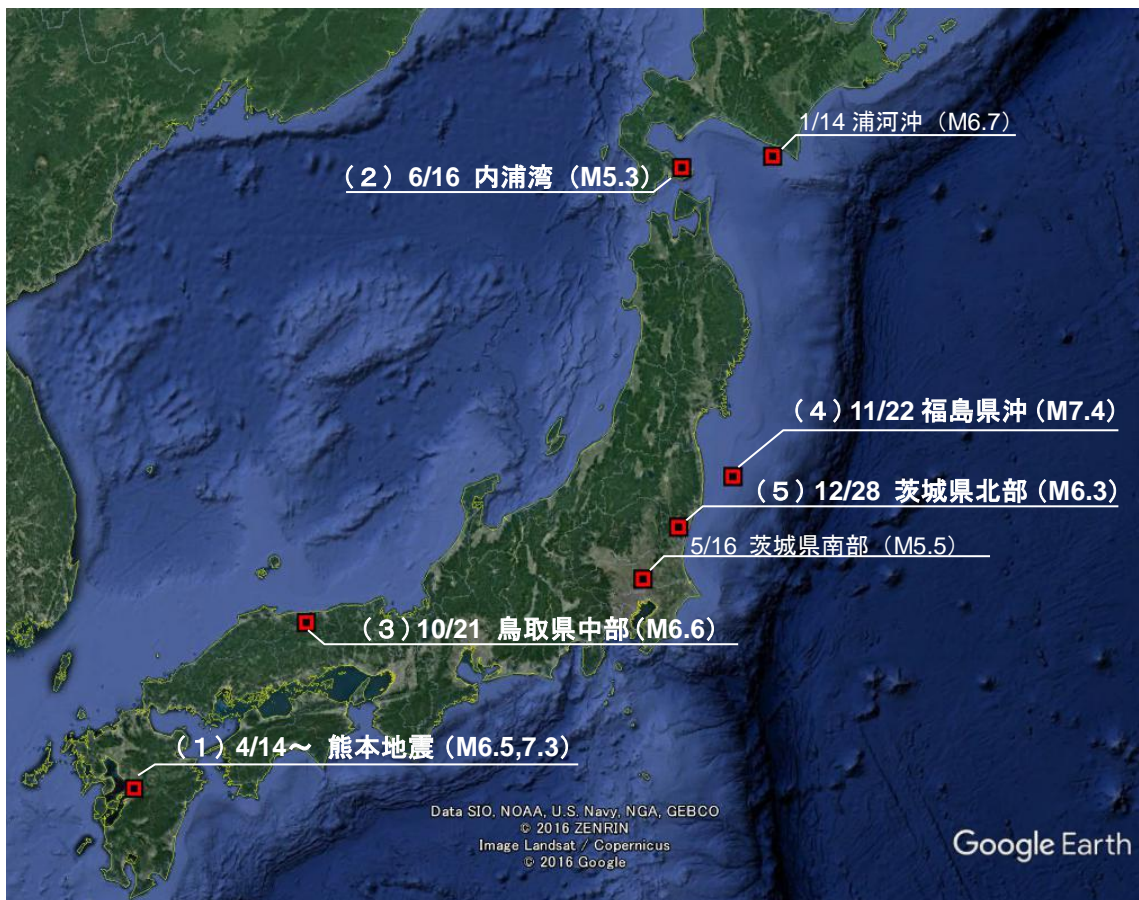 1/14 浦河沖（M6.7）
（２） 6/16 内浦湾（M5.3）
（４）11/22 福島県沖（M7.4）
（５）12/28 茨城県北部（M6.3）
5/16 茨城県南部（M5.5）
（３）10/21 鳥取県中部（M6.6）
（１）4/14～ 熊本地震（M6.5,7.3）
Data SIO, NOAA, U.S. Navy, NGA, GEBCO
© 2016 ZENRIN
Image Landsat / Copernicus
© 2016 Google
Google Earth